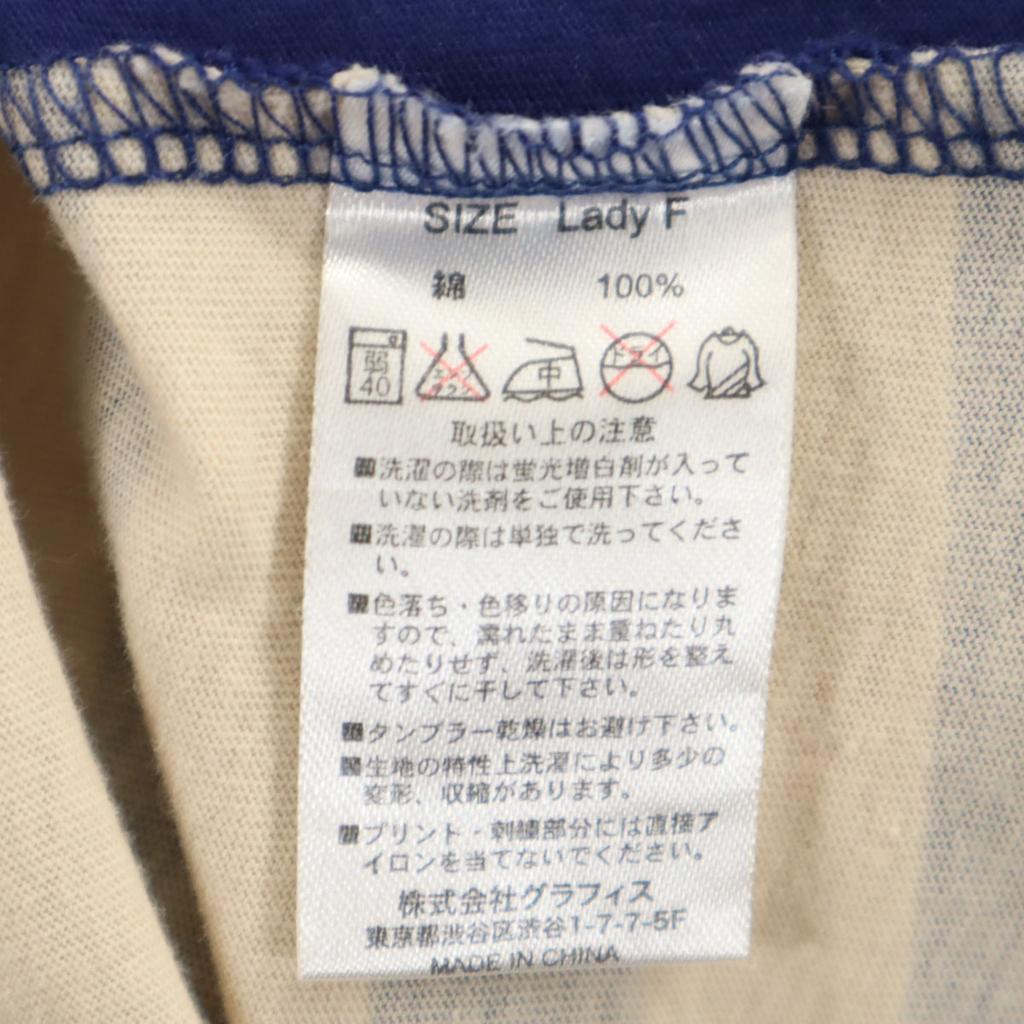 SIZE Lady F
綿 100%
弱 40 エンソ サラシ 中 ドライ
取扱い上の注意
■洗濯の際は蛍光増白剤が入って
いない洗剤をご使用下さい。
■洗濯の際は単独で洗ってくださ
い。
■色落ち・色移りの原因になりま
すので、濡れたまま重ねたり丸
めたりせず、洗濯後は形を整え
てすぐに干して下さい。
■タンブラー乾燥はお避け下さい。
■生地の特性上洗濯により多少の
変形、収縮があります。
■プリント・刺繍部分には直接ア
イロンを当てないでください。
株式会社グラフィス
東京都渋谷区渋谷1-7-7-5F
MADE IN CHINA